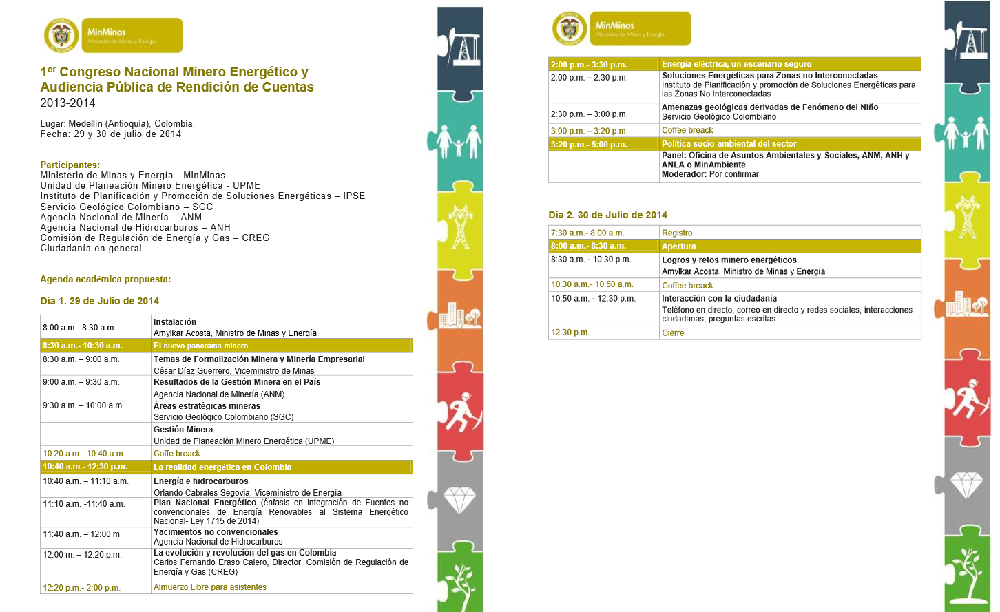 MinMinas
Ministerio de Minas y Energía
1er Congreso Nacional Minero Energético y
Audiencia Pública de Rendición de Cuentas
2013-2014
Lugar: Medellín (Antioquia), Colombia.
Fecha: 29 y 30 de julio de 2014
Participantes:
Ministerio de Minas y Energía - MinMinas
Unidad de Planeación Minero Energética - UPME
Instituto de Planificación y Promoción de Soluciones Energéticas – IPSE
Servicio Geológico Colombiano – SGC
Agencia Nacional de Minería – ANM
Agencia Nacional de Hidrocarburos – ANH
Comisión de Regulación de Energía y Gas – CREG
Ciudadanía en general
Agenda académica propuesta:
Día 1. 29 de Julio de 2014
8:00 a.m.- 8:30 a.m.
Instalación
Amylkar Acosta, Ministro de Minas y Energía
8:30 a.m.- 10:30 a.m.
El nuevo panorama minero
8:30 a.m. – 9:00 a.m.
Temas de Formalización Minera y Minería Empresarial
César Díaz Guerrero, Viceministro de Minas
9:00 a.m. – 9:30 a.m.
Resultados de la Gestión Minera en el País
Agencia Nacional de Minería (ANM)
9:30 a.m. – 10:00 a.m.
Áreas estratégicas mineras
Servicio Geológico Colombiano (SGC)
Gestión Minera
Unidad de Planeación Minero Energética (UPME)
10:20 a.m.- 10:40 a.m.
Coffe breack
10:40 a.m.- 12:30 p.m.
La realidad energética en Colombia
10:40 a.m. – 11:10 a.m.
Energía e hidrocarburos
Orlando Cabrales Segovia, Viceministro de Energía
11:10 a.m. -11:40 a.m.
Plan Nacional Energético (énfasis en integración de Fuentes no
convencionales de Energía Renovables al Sistema Energético
Nacional- Ley 1715 de 2014)
11:40 a.m. – 12:00 m
Yacimientos no convencionales
Agencia Nacional de Hidrocarburos
12:00 m. – 12:20 p.m.
La evolución y revolución del gas en Colombia
Carlos Fernando Eraso Calero, Director, Comisión de Regulación de
Energía y Gas (CREG)
12:20 p.m.- 2:00 p.m.
Almuerzo Libre para asistentes
MinMinas
Ministerio de Minas y Energía
2:00 p.m.- 3:30 p.m.
Energía eléctrica, un escenario seguro
2:00 p.m. – 2:30 p.m.
Soluciones Energéticas para Zonas no Interconectadas
Instituto de Planificación y promoción de Soluciones Energéticas para
las Zonas No Interconectadas
2:30 p.m. – 3:00 p.m.
Amenazas geológicas derivadas de Fenómeno del Niño
Servicio Geológico Colombiano
3:00 p.m. – 3:20 p.m.
Coffee breack
3:20 p.m.- 5:00 p.m.
Política socio-ambiental del sector
Panel: Oficina de Asuntos Ambientales y Sociales, ANM, ANH y
ANLA o MinAmbiente
Moderador: Por confirmar
Día 2. 30 de Julio de 2014
7:30 a.m.- 8:00 a.m.
Registro
8:00 a.m.- 8:30 a.m.
Apertura
8:30 a.m. - 10:30 p.m.
Logros y retos minero energéticos
Amylkar Acosta, Ministro de Minas y Energía
10:30 a.m.- 10:50 a.m.
Coffee breack
10:50 a.m. - 12:30 p.m.
Interacción con la ciudadanía
Teléfono en directo, correo en directo y redes sociales, interacciones
ciudadanas, preguntas escritas
12:30 p.m.
Cierre